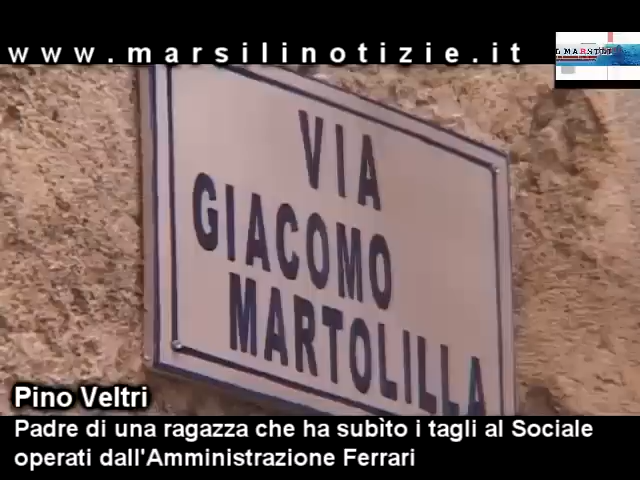 www.marsilinotizie.it
VIA
GIACOMO
MARTOLILLA
Pino Veltri
Padre di una ragazza che ha subìto i tagli al Sociale
operati dall'Amministrazione Ferrari